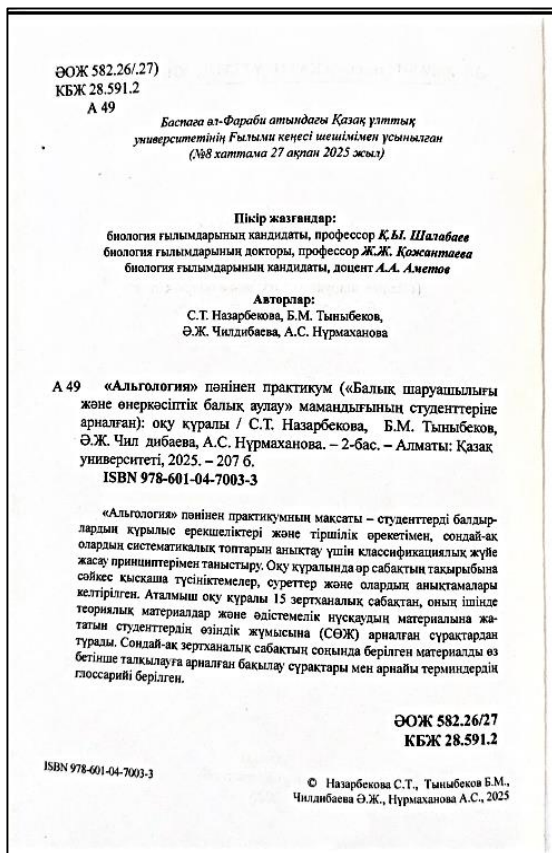 ӘОЖ 582.26/.27)
КБЖ 28.591.2
А 49
Баспаға әл-Фараби атындағы Қазақ ұлттық
университетінің Ғылыми кеңесі шешімімен ұсынылған
(№8 хаттама 27 ақпан 2025 жыл)
Пікір жазғандар:
биология ғылымдарының кандидаты, профессор Қ.Ы. Шалабаев
биология ғылымдарының докторы, профессор Ж.Ж. Қожантаева
биология ғылымдарының кандидаты, доцент А.А. Аметов
Авторлар:
С.Т. Назарбекова, Б.М. Тыныбеков,
Ә.Ж. Чилдибаева, А.С. Нұрмаханова
А 49 «Альгология» пәнінен практикум («Балық шаруашылығы
және өнеркәсіптік балық аулау» мамандығының студенттеріне
арналған): оқу құралы / С.Т. Назарбекова, Б.М. Тыныбеков,
Ә.Ж. Чил дибаева, А.С. Нұрмаханова. – 2-бас. – Алматы: Қазақ
университеті, 2025. – 207 б.
ISBN 978-601-04-7003-3
«Альгология» пәнінен практикумның мақсаты – студенттерді балдыр-
лардың құрылыс ерекшеліктері және тіршілік әрекетімен, сондай-ақ
олардың систематикалық топтарын анықтау үшін классификациялық жүйе
жасау принциптерімен таныстыру. Оқу құралында әр сабақтың тақырыбына
сәйкес қысқаша түсініктемелер, суреттер және олардың анықтамалары
келтірілген. Аталмыш оқу құралы 15 зертханалық сабақтан, оның ішінде
теориялық материалдар және әдістемелік нұсқаудың материалына жа-
татын студенттердің өзіндік жұмысына (СӨЖ) арналған сұрақтардан
тұрады. Сондай-ақ зертханалық сабақтың соңында берілген материалды өз
бетінше талқылауға арналған бақылау сұрақтары мен арнайы терминдердің
глоссарийі берілген.
ӘОЖ 582.26/27
КБЖ 28.591.2
ISBN 978-601-04-7003-3
© Назарбекова С.Т., Тыныбеков Б.М.,
Чилдибаева Ә.Ж., Нұрмаханова А.С., 2025